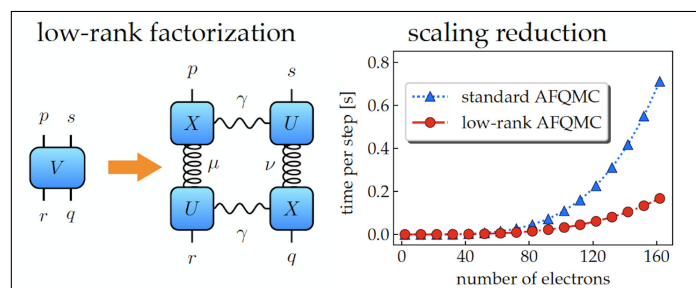 low-rank factorization
scaling reduction
p s
V
r q
p s
X γ U
μ ν
U γ X
r q
time per step [s]
0.8
0.6
0.4
0.2
0.0
standard AFQMC
low-rank AFQMC
0 40 80 120 160
number of electrons